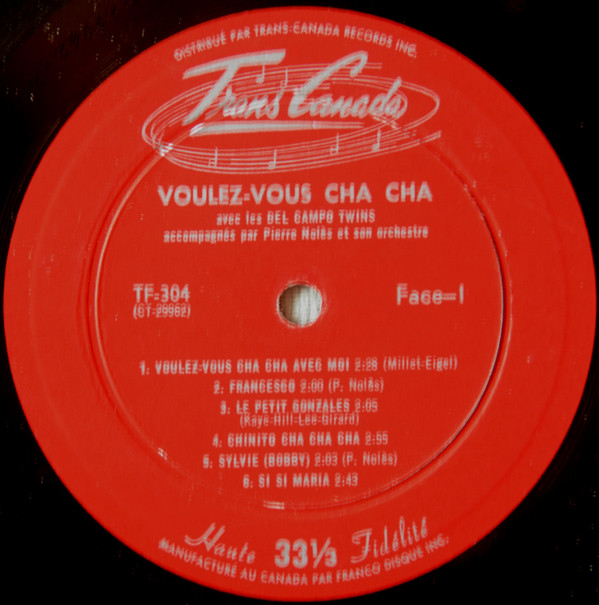 DISTRIBUÉ PAR TRANS-CANADA RECORDS INC.
Trans Canada
VOULEZ-VOUS CHA CHA
avec les DEL CAMPO TWINS
accompagnés par Pierre Nolès et son orchestre
TF-304
Face-1
(CT-29962)
1. VOULEZ-VOUS CHA CHA AVEC MOI 2:28 (Millet-Eigel)
2. FRANCESCO 2:00 (P. Nolès)
3. LE PETIT GONZALES 2:05
(Kaye-Hill-Lee-Girard)
4. CHINITO CHA CHA CHA 2:55
5. SYLVIE (BOBBY) 2:03 (P. Nolès)
6. SI SI MARIA 2:43
Haute 33⅓ Fidélité
MANUFACTURÉ AU CANADA PAR FRANCO DISQUE INC.